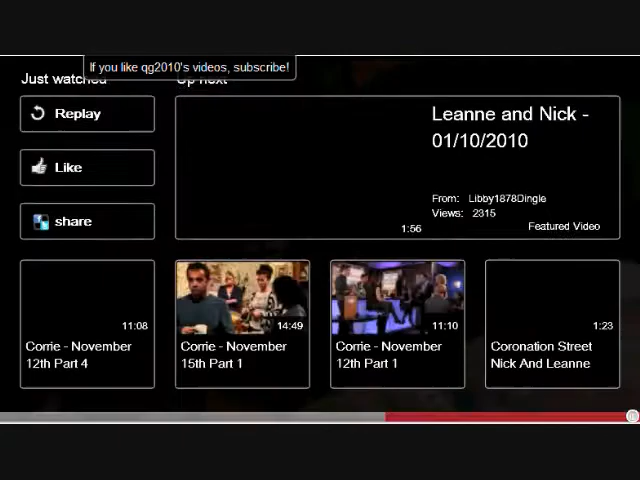 If you like qg2010's videos, subscribe!
Just watched
Up next
Replay
Like
share
Leanne and Nick -
01/10/2010
From: Libby1878Dingle
Views: 2315
1:56
Featured Video
11:08
Corrie - November
12th Part 4
14:49
Corrie - November
15th Part 1
11:10
Corrie - November
12th Part 1
1:23
Coronation Street
Nick And Leanne